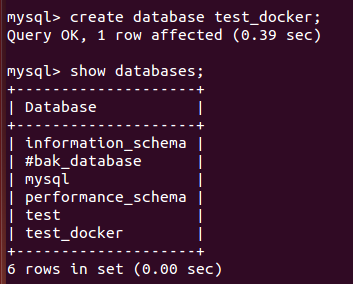 mysql> create database test_docker;
Query OK, 1 row affected (0.39 sec)
mysql> show databases;
+--------------------+
| Database           |
+--------------------+
| information_schema |
| #bak_database      |
| mysql              |
| performance_schema |
| test               |
| test_docker        |
+--------------------+
6 rows in set (0.00 sec)